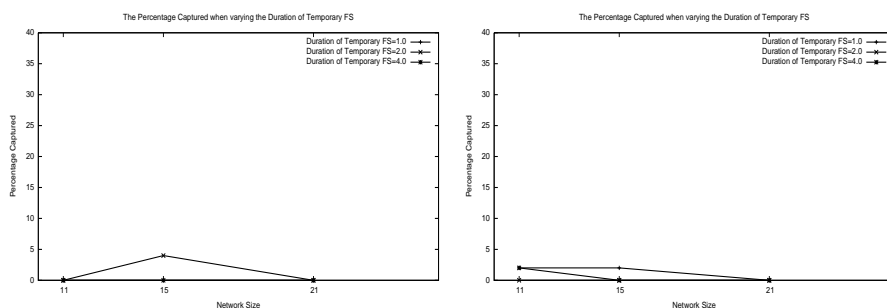 The Percentage Captured when varying the Duration of Temporary FS
40
35
30
25
20
15
10
5
0
Percentage Captured
Duration of Temporary FS=1.0
Duration of Temporary FS=2.0
Duration of Temporary FS=4.0
11
15
21
Network Size
The Percentage Captured when varying the Duration of Temporary FS
40
35
30
25
20
15
10
5
0
Percentage Captured
Duration of Temporary FS=1.0
Duration of Temporary FS=2.0
Duration of Temporary FS=4.0
11
15
21
Network Size